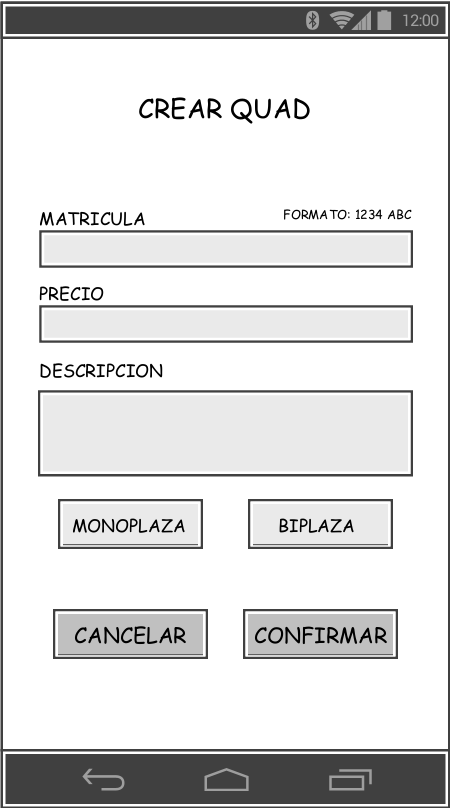 12:00
CREAR QUAD
MATRICULA
FORMATO: 1234 ABC
PRECIO
DESCRIPCION
MONOPLAZA
BIPLAZA
CANCELAR
CONFIRMAR